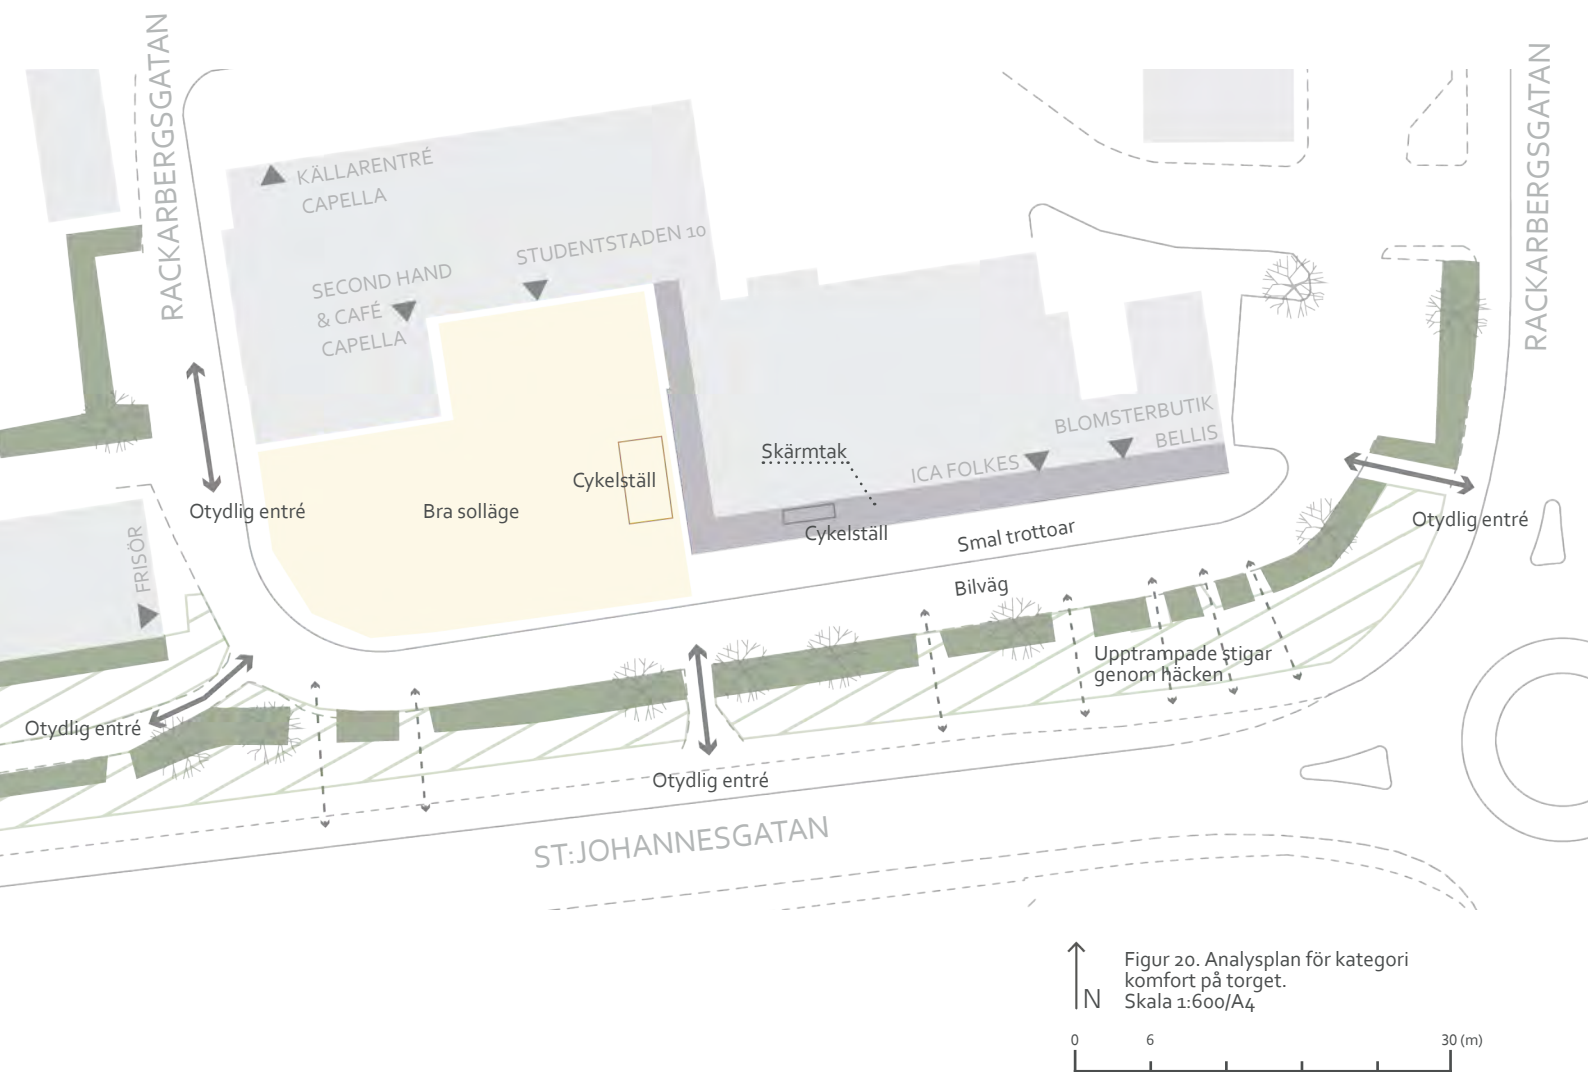 RACKARBERGSGATAN
RACKARBERGSGATAN
KÄLLARENTRÉ
CAPELLA
STUDENTSTADEN 10
SECOND HAND
& CAFÉ
CAPELLA
BLOMSTERBUTIK
BELLIS
ICA FOLKES
Skärmtak
Cykelställ
Bra solläge
Otydlig entré
Cykelställ
Smal trottoar
Otydlig entré
FRISÖR
Bilväg
Upptrampade stigar
genom häcken
Otydlig entré
Otydlig entré
ST:JOHANNESGATAN
N
Figur 20. Analysplan för kategori
komfort på torget.
Skala 1:600/A4
0 6 30 (m)